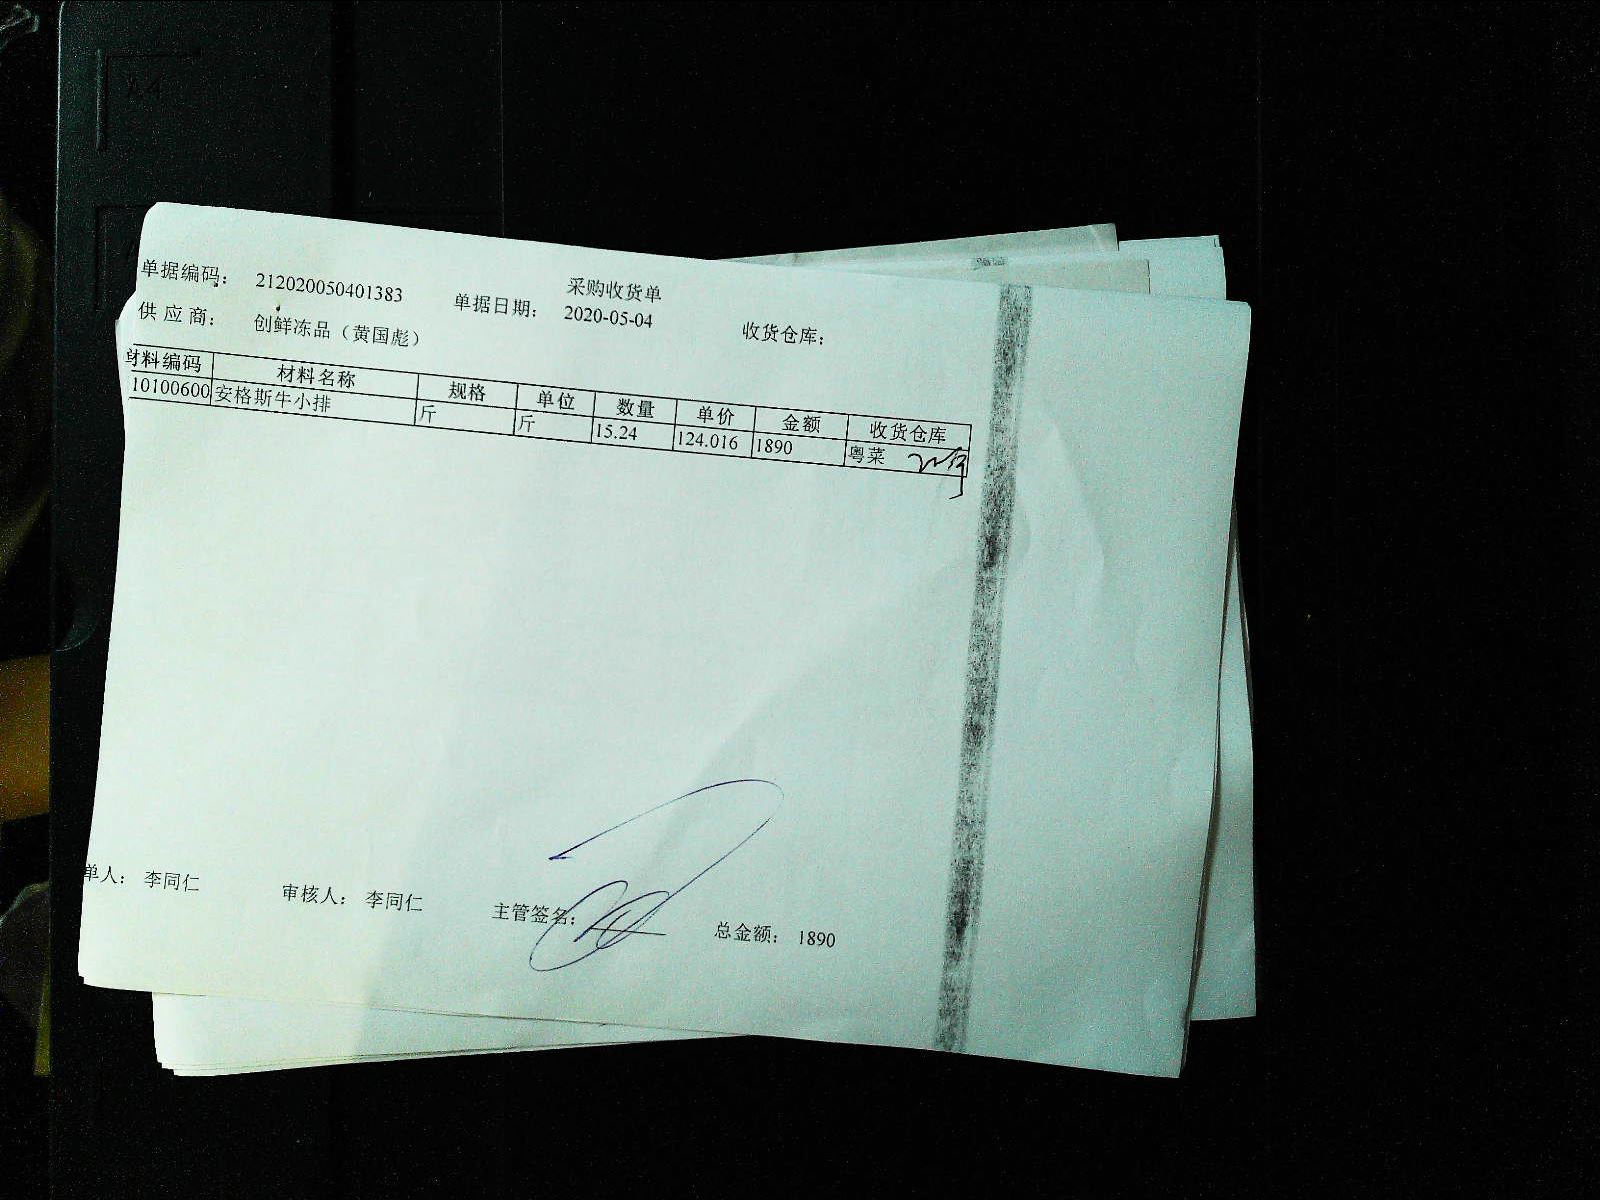 采购收货单
单据编码： 212020050401383 单据日期： 2020-05-04 收货仓库：
供 应 商： 创鲜冻品（黄国彪）
材料编码 材料名称 规格 单位 数量 单价 金额 收货仓库
10100600 安格斯牛小排 斤 斤 15.24 124.016 1890 粤菜
单人： 李同仁 审核人： 李同仁 主管签名： 总金额： 1890